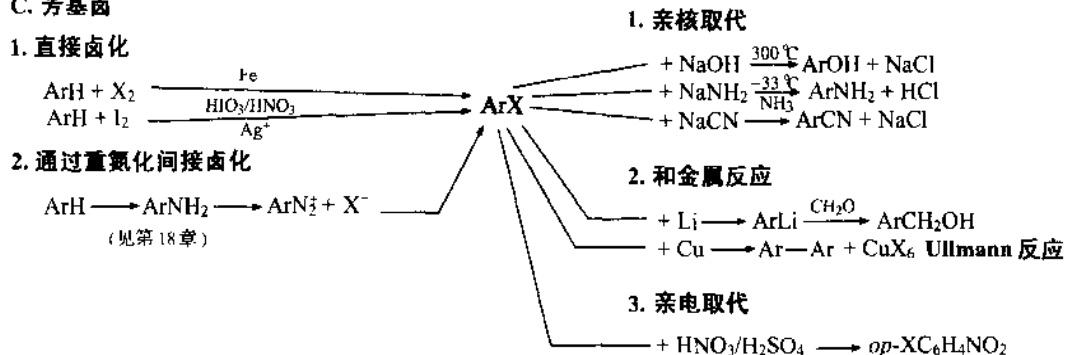 C. 芳基卤
1. 直接卤化
ArH + X₂ Fe
ArH + I₂ HIO₃/HNO₃ Ag⁺
2. 通过重氮化间接卤化
ArH ⟶ ArNH₂ ⟶ ArN₂⁺ + X⁻
(见第18章)
ArX
1. 亲核取代
+ NaOH 300℃ ArOH + NaCl
+ NaNH₂ −33℃ NH₃ ArNH₂ + HCl
+ NaCN ⟶ ArCN + NaCl
2. 和金属反应
+ Li ⟶ ArLi CH₂O ⟶ ArCH₂OH
+ Cu ⟶ Ar—Ar + CuX₆ Ullmann 反应
3. 亲电取代
+ HNO₃/H₂SO₄ ⟶ op-XC₆H₄NO₂